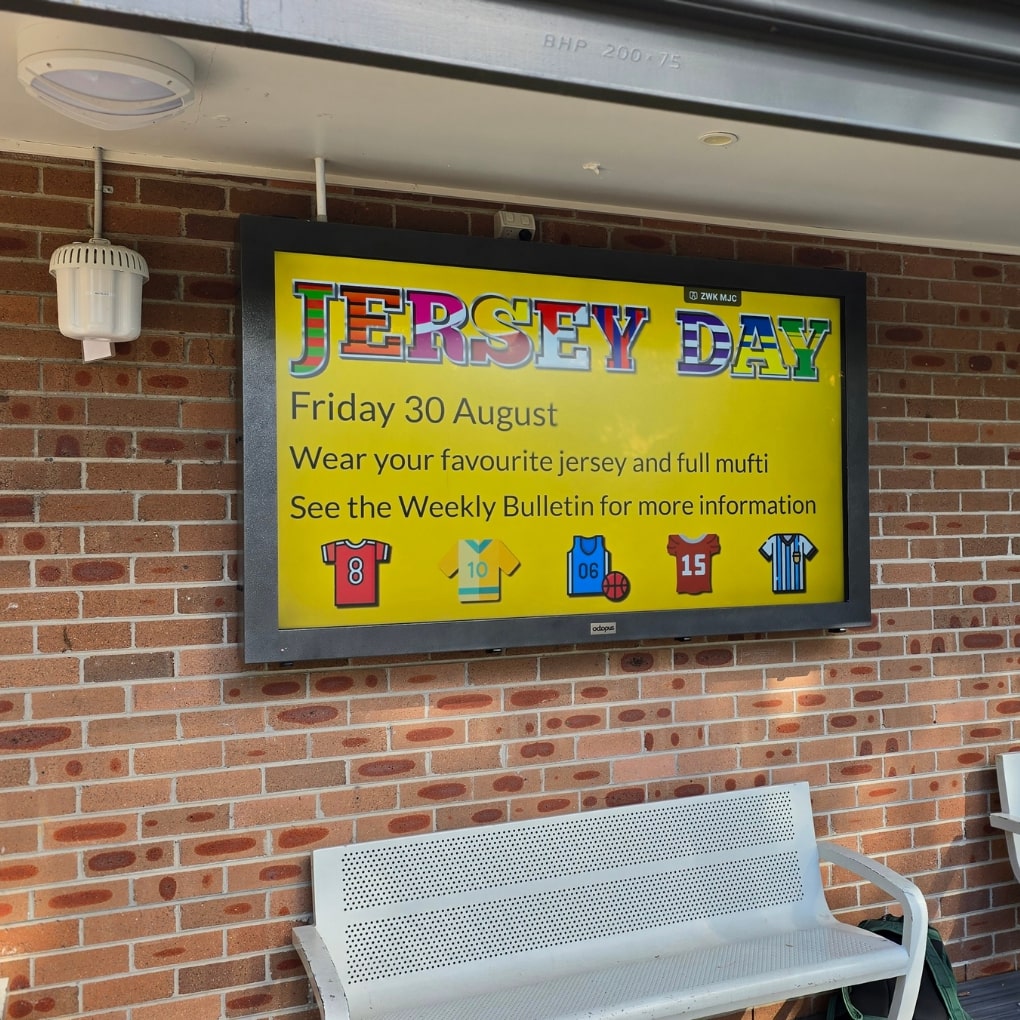 BHP 200×75
ZWK MJC
JERSEY DAY
Friday 30 August
Wear your favourite jersey and full mufti
See the Weekly Bulletin for more information
8
10
06
15
octopus